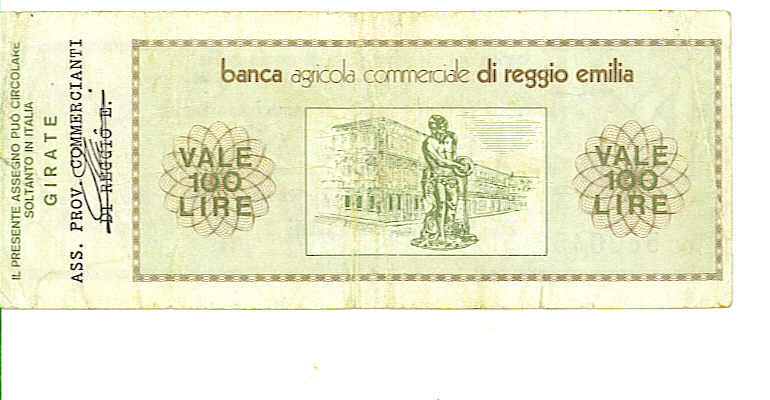 IL PRESENTE ASSEGNO PUÒ CIRCOLARE
SOLTANTO IN ITALIA
GIRATE
ASS. PROV. COMMERCIANTI
DI REGGIO E.
banca agricola commerciale di reggio emilia
VALE
100
LIRE
VALE
100
LIRE